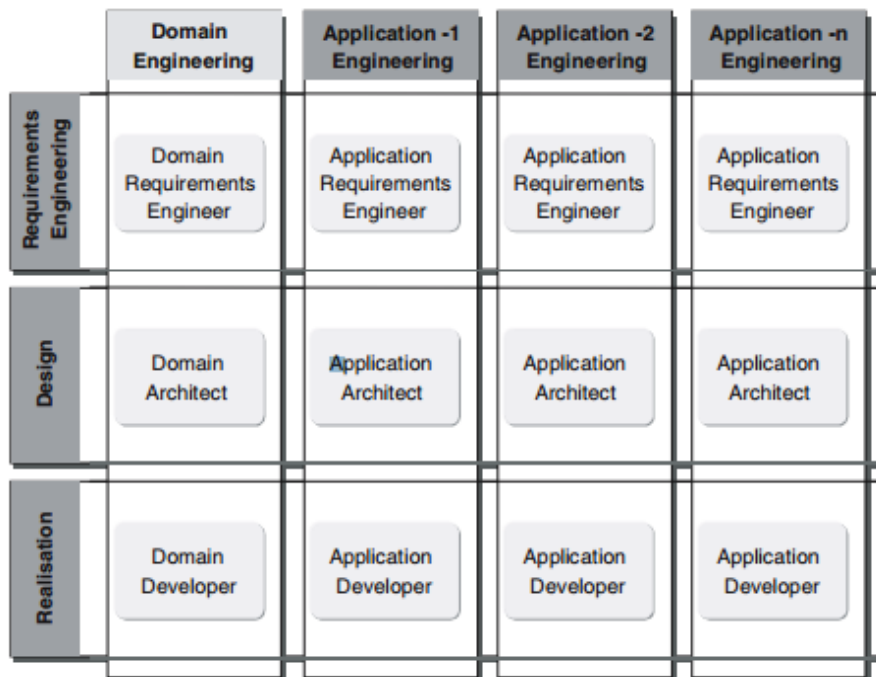 Domain
Engineering
Application -1
Engineering
Application -2
Engineering
Application -n
Engineering
Requirements
Engineering
Domain
Requirements
Engineer
Application
Requirements
Engineer
Application
Requirements
Engineer
Application
Requirements
Engineer
Design
Domain
Architect
Application
Architect
Application
Architect
Application
Architect
Realisation
Domain
Developer
Application
Developer
Application
Developer
Application
Developer